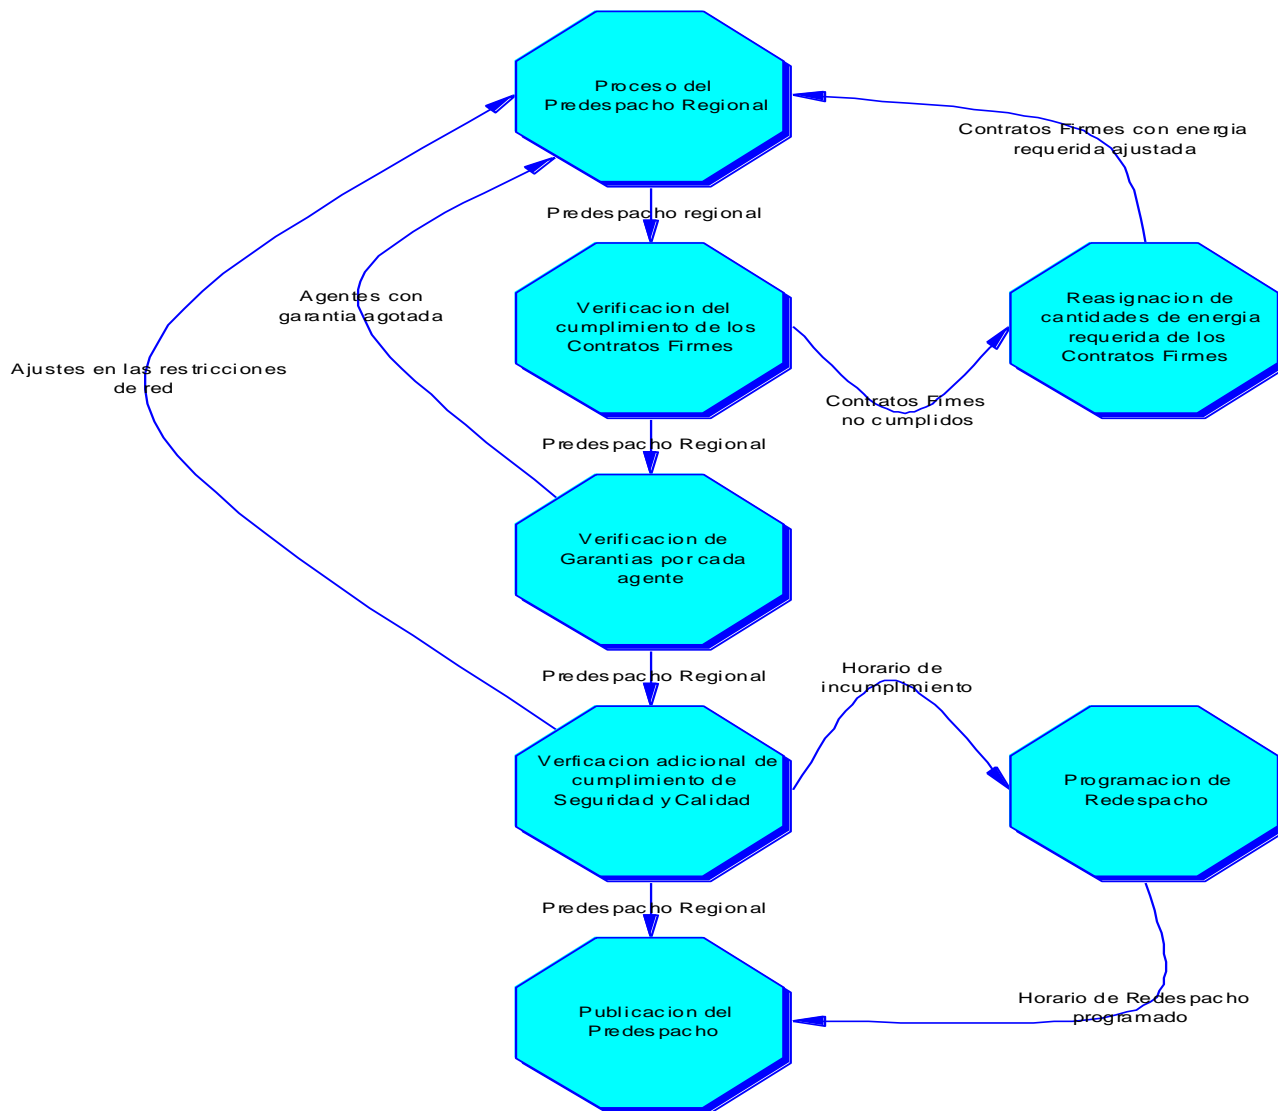 Proceso del
Predespacho Regional
Contratos Firmes con energia
requerida ajustada
Predespacho regional
Agentes con
garantia agotada
Verificacion del
cumplimiento de los
Contratos Firmes
Reasignacion de
cantidades de energia
requerida de los
Contratos Firmes
Ajustes en las restricciones
de red
Contratos Firmes
no cumplidos
Predespacho Regional
Verificacion de
Garantias por cada
agente
Predespacho Regional
Horario de
incumplimiento
Verficacion adicional de
cumplimiento de
Seguridad y Calidad
Programacion de
Redespacho
Predespacho Regional
Horario de Redespacho
programado
Publicacion del
Predespacho